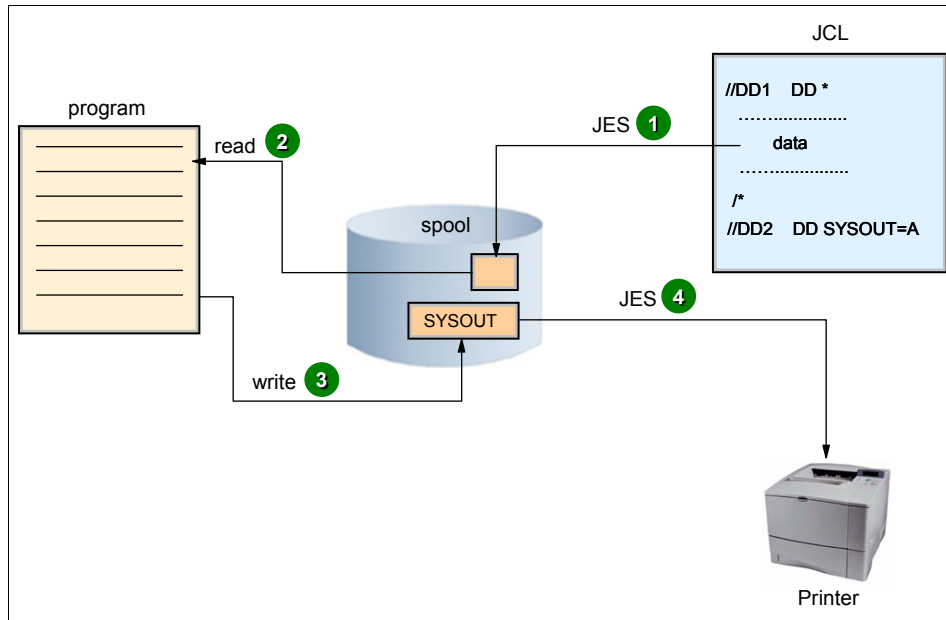 JCL
//DD1 DD *
........................
data
........................
/*
//DD2 DD SYSOUT=A
program
JES 1
read 2
spool
SYSOUT
JES 4
write 3
Printer